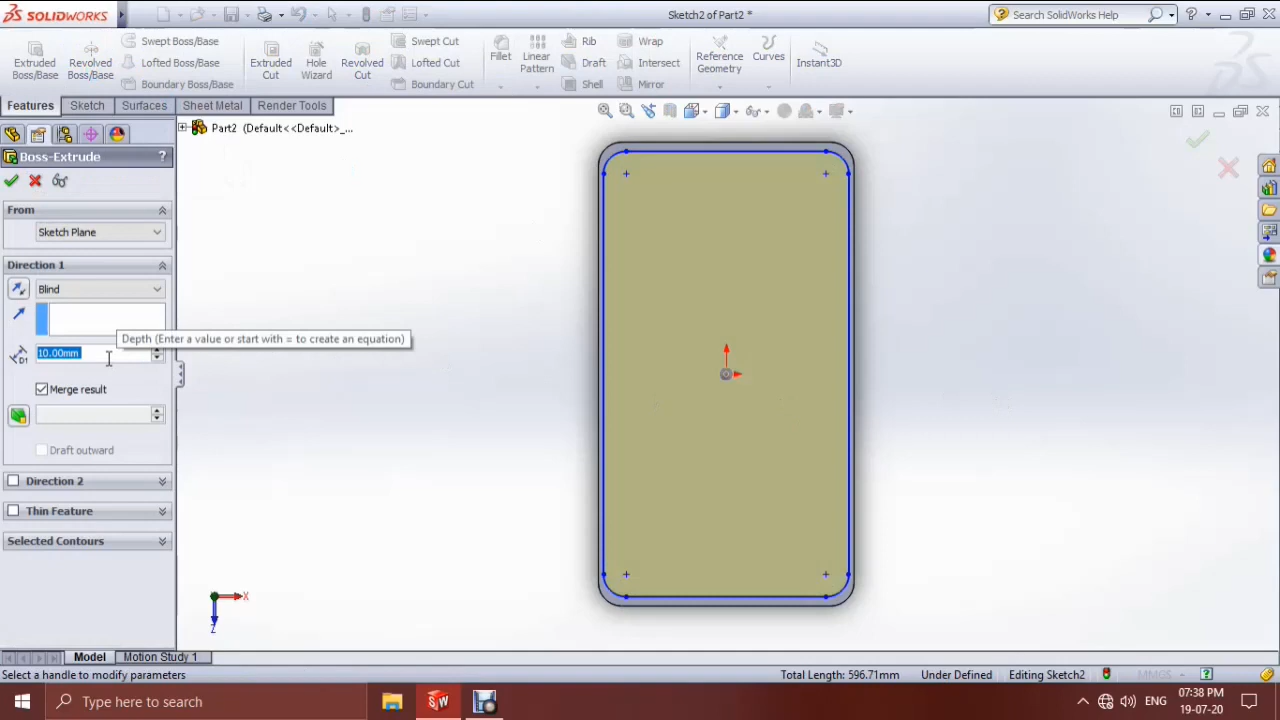 SOLIDWORKS
Sketch2 of Part2 *
Search SolidWorks Help
Extruded Boss/Base
Revolved Boss/Base
Swept Boss/Base
Lofted Boss/Base
Boundary Boss/Base
Extruded Cut
Hole Wizard
Revolved Cut
Swept Cut
Lofted Cut
Boundary Cut
Fillet
Linear Pattern
Rib
Draft
Shell
Wrap
Intersect
Mirror
Reference Geometry
Curves
Instant3D
Features Sketch Surfaces Sheet Metal Render Tools
Part2 (Default<<Default>_...
Boss-Extrude ?
From
Sketch Plane
Direction 1
Blind
Depth (Enter a value or start with = to create an equation)
D1 10.00mm
Merge result
Draft outward
Direction 2
Thin Feature
Selected Contours
X
Z
Model Motion Study 1
Select a handle to modify parameters Total Length: 596.71mm Under Defined Editing Sketch2 MMGS
Type here to search
SW
ENG
07:38 PM
19-07-20